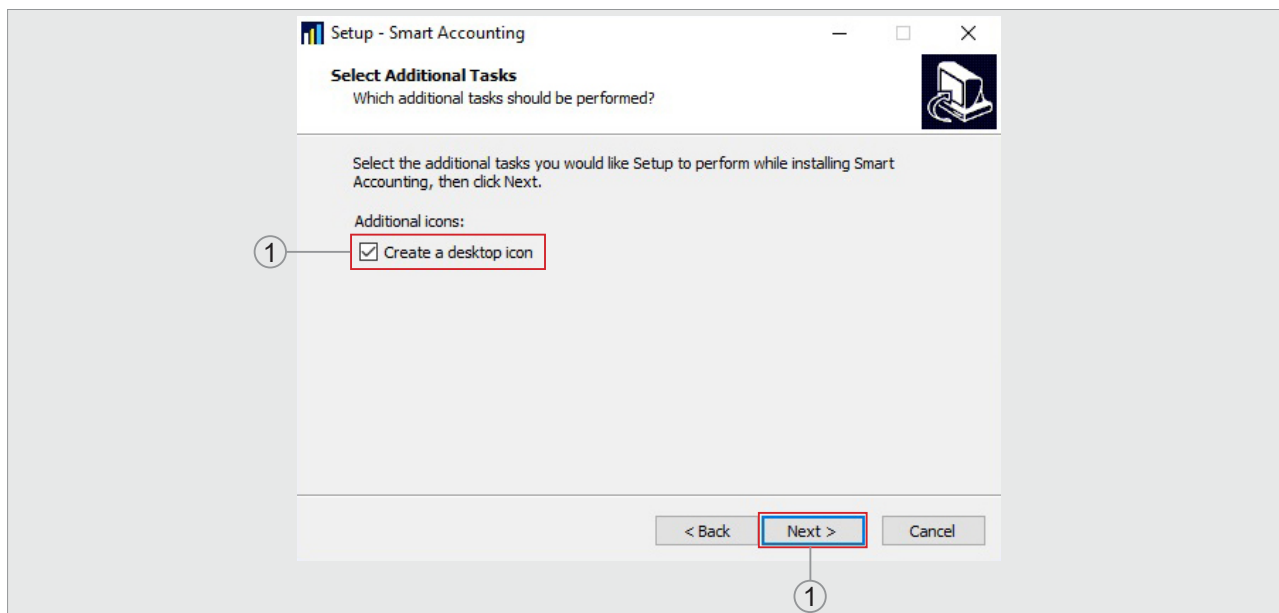 Setup - Smart Accounting
Select Additional Tasks
Which additional tasks should be performed?
Select the additional tasks you would like Setup to perform while installing Smart
Accounting, then click Next.
Additional icons:
1
Create a desktop icon
< Back Next > Cancel
1